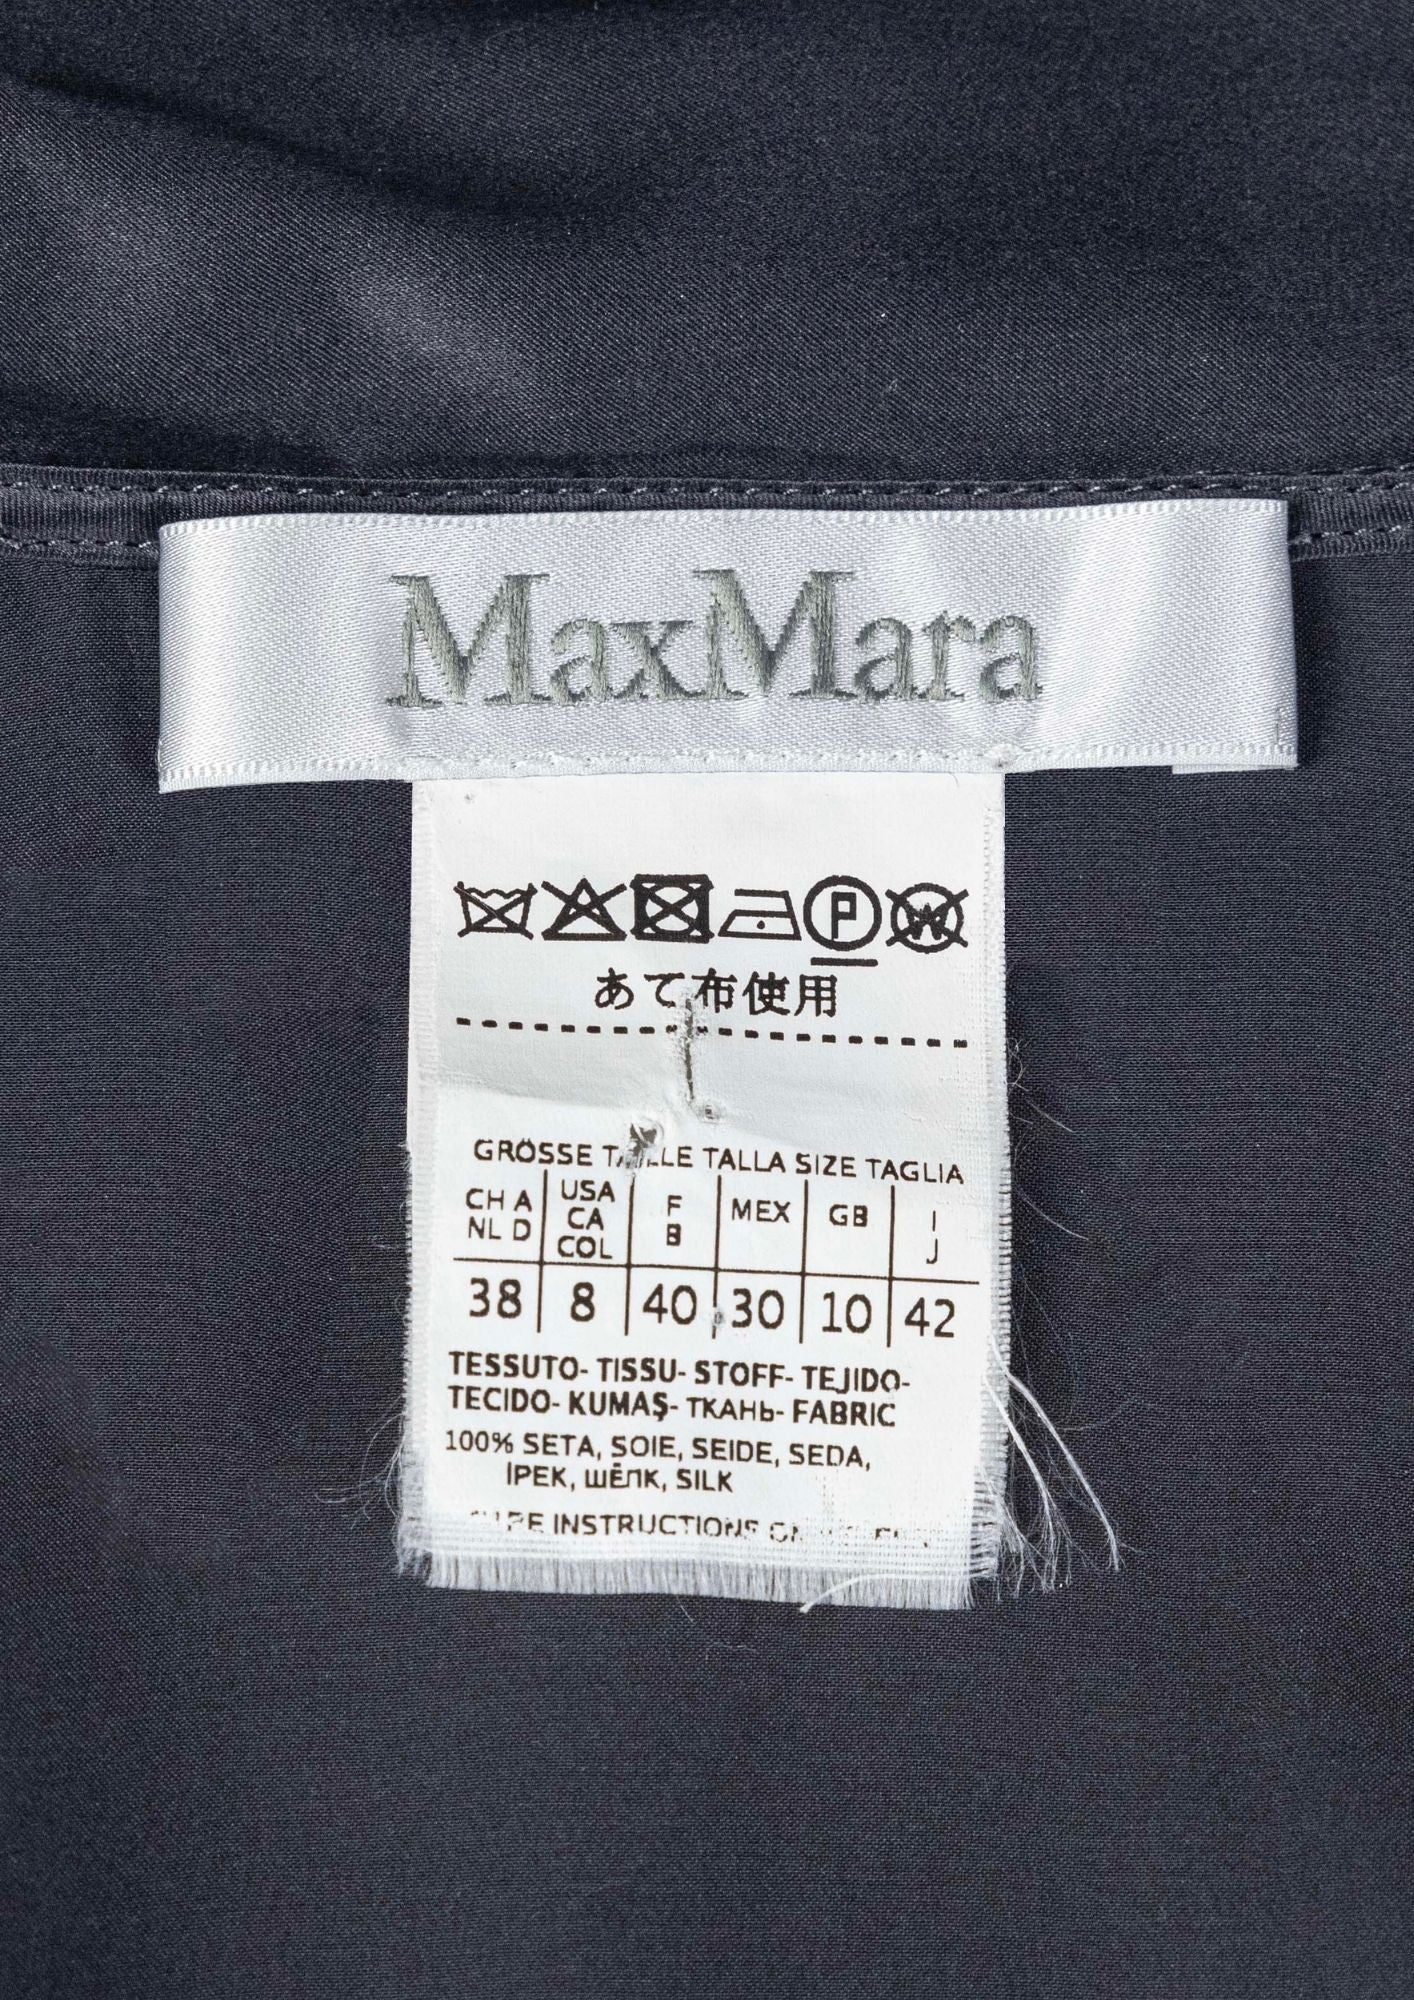 MaxMara
P W
あて布使用
GRÖSSE TAILLE TALLA SIZE TAGLIA
CH A USA F MEX GB I
NL D CA B J
COL
38 8 40 30 10 42
TESSUTO- TISSU- STOFF- TEJIDO-
TECIDO- KUMAŞ- ТКАНЬ- FABRIC
100% SETA, SOIE, SEIDE, SEDA,
İPEK, ШЁЛК, SILK
INSTRUCTIONS